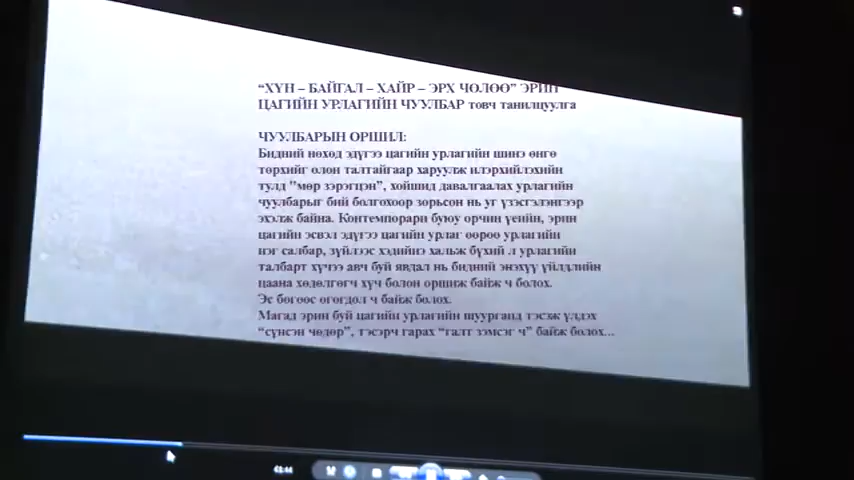 “ХҮН – БАЙГАЛ – ХАЙР – ЭРХ ЧӨЛӨӨ” ЭРИН
ЦАГИЙН УРЛАГИЙН ЧУУЛБАР товч танилцуулга
ЧУУЛБАРЫН ОРШИЛ:
Бидний нөхөд эдүгээ цагийн урлагийн шинэ өнгө
төрхийг олон талтайгаар харуулж илэрхийлэхийн
тулд "мөр зэрэгцэн”, хойшид давалгаалах урлагийн
чуулбарыг бий болгохоор зорьсон нь уг үзэсгэлэнгээр
эхэлж байна. Контемпорари буюу орчин үеийн, эрин
цагийн эсвэл эдүгээ цагийн урлаг өөрөө урлагийн
нэг салбар, зүйлээс хэдийнэ хальж бүхий л урлагийн
талбарт хүчээ авч буй явдал нь бидний энэхүү үйлдлийн
цаана хөдөлгөгч хүч болон оршиж байж ч болох.
Эс бөгөөс өгөгдөл ч байж болох.
Магад эрин буй цагийн урлагийн шуурганд тэсэж үлдэх
“сүнсэн чөдөр”, тэсэрч гарах “галт зэмсэг ч” байж болох...